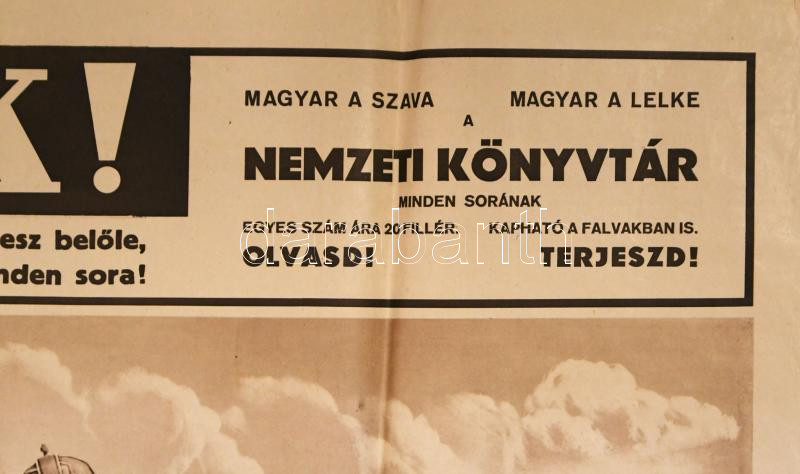 K!
esz belőle,
nden sora!
MAGYAR A SZAVA MAGYAR A LELKE
A
NEMZETI KÖNYVTÁR
MINDEN SORÁNAK
EGYES SZÁM ÁRA 20 FILLÉR. KAPHATÓ A FALVAKBAN IS.
OLVASD! TERJESZD!
darabanth